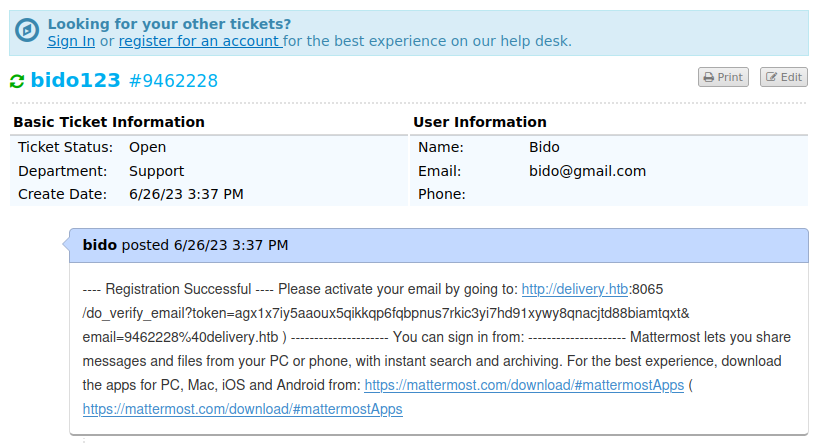 Looking for your other tickets?
Sign In or register for an account for the best experience on our help desk.
bido123 #9462228
Print
Edit
Basic Ticket Information
User Information
Ticket Status: Open
Name: Bido
Department: Support
Email: bido@gmail.com
Create Date: 6/26/23 3:37 PM
Phone:
bido posted 6/26/23 3:37 PM
---- Registration Successful ---- Please activate your email by going to: http://delivery.htb:8065
/do_verify_email?token=agx1x7iy5aaoux5qikkqp6fqbpnus7rkic3yi7hd91xywy8qnacjtd88biamtqxt&
email=9462228%40delivery.htb ) --------------------- You can sign in from: --------------------- Mattermost lets you share
messages and files from your PC or phone, with instant search and archiving. For the best experience, download
the apps for PC, Mac, iOS and Android from: https://mattermost.com/download/#mattermostApps (
https://mattermost.com/download/#mattermostApps